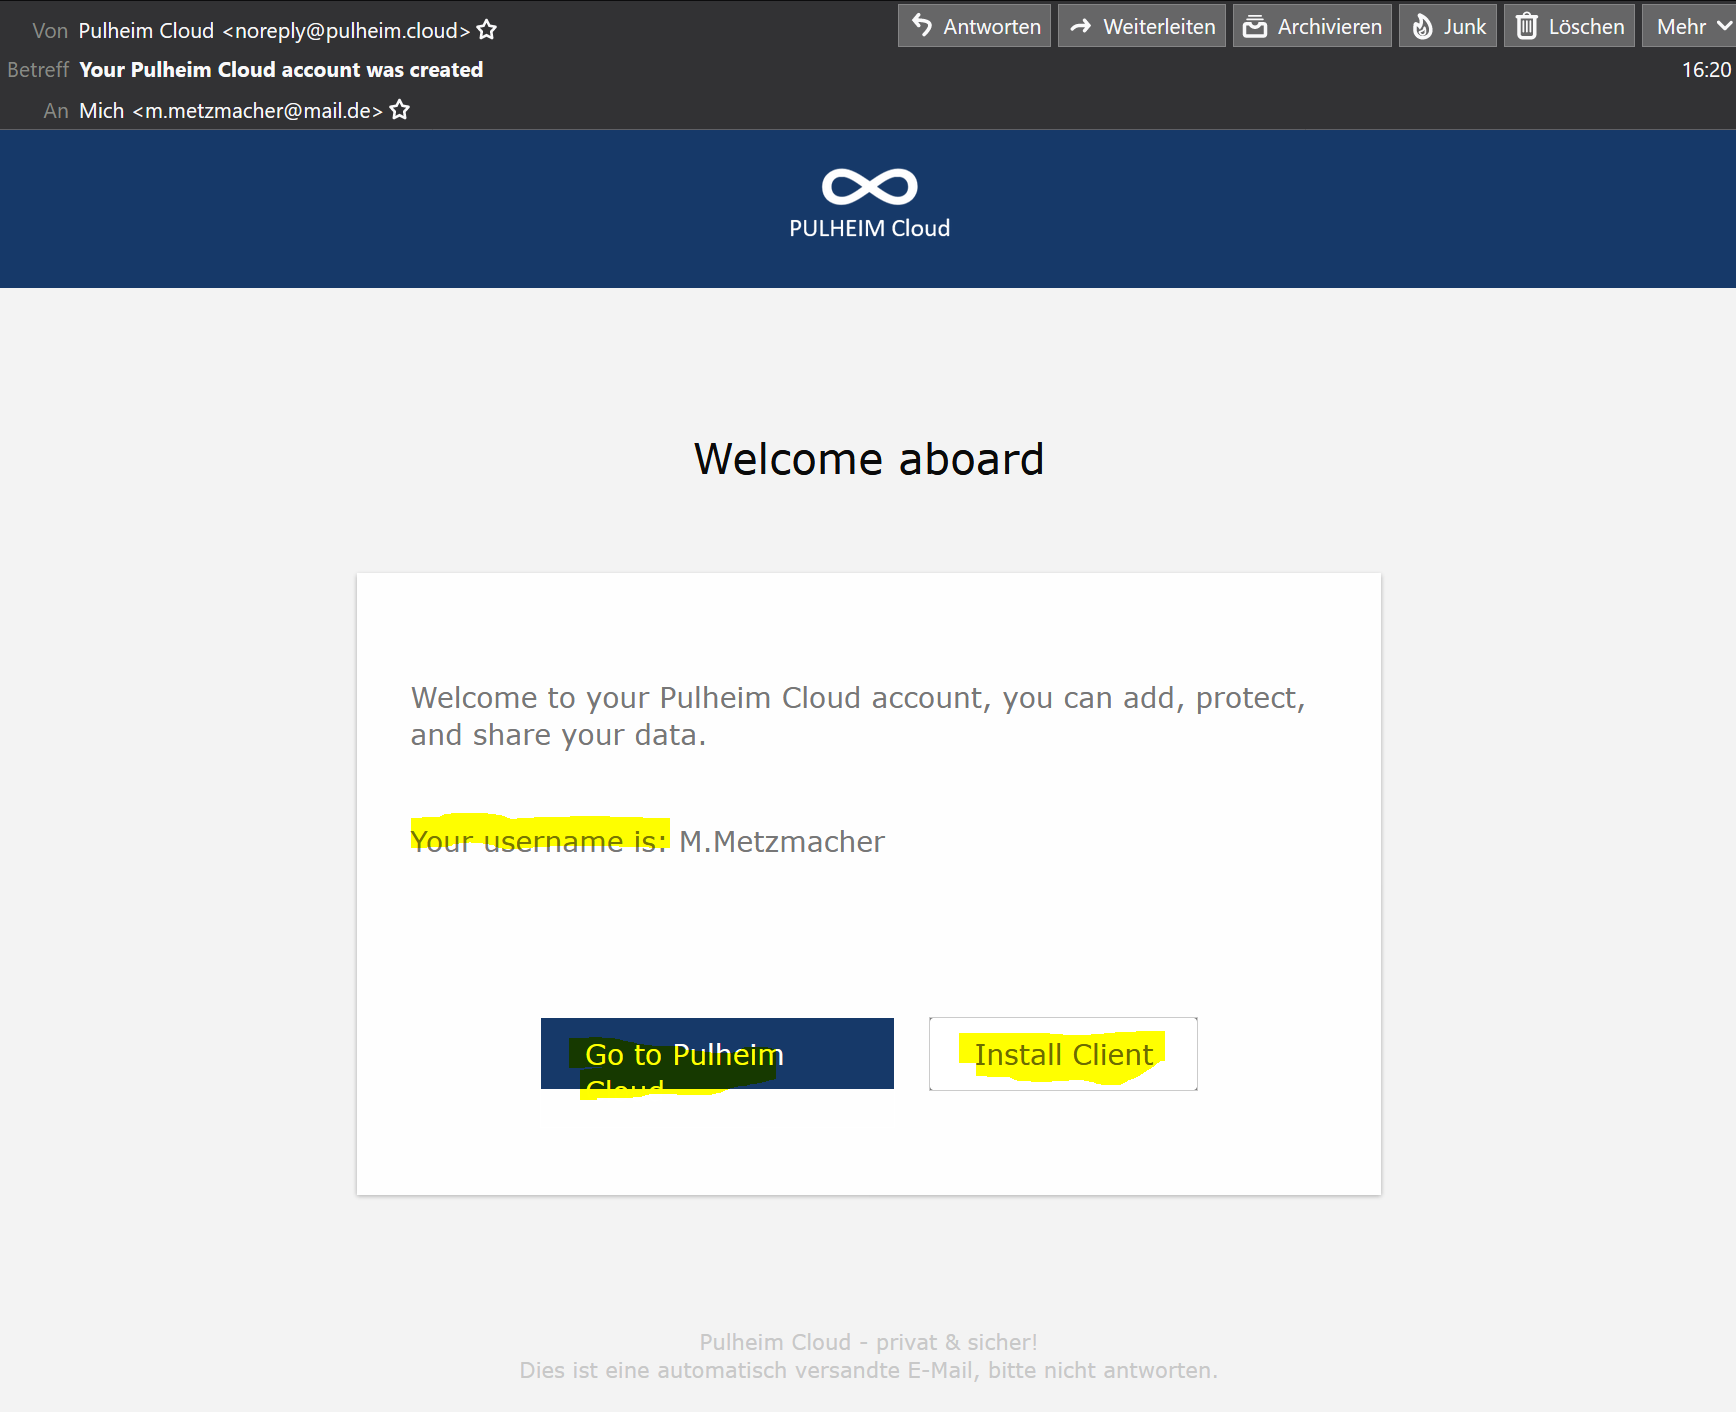 Von Pulheim Cloud <noreply@pulheim.cloud> Antworten Weiterleiten Archivieren Junk Löschen Mehr
Betreff Your Pulheim Cloud account was created 16:20
An Mich <m.metzmacher@mail.de>
PULHEIM Cloud
Welcome aboard
Welcome to your Pulheim Cloud account, you can add, protect,
and share your data.
Your username is: M.Metzmacher
Go to Pulheim Install Client
Cloud
Pulheim Cloud - privat & sicher!
Dies ist eine automatisch versandte E-Mail, bitte nicht antworten.